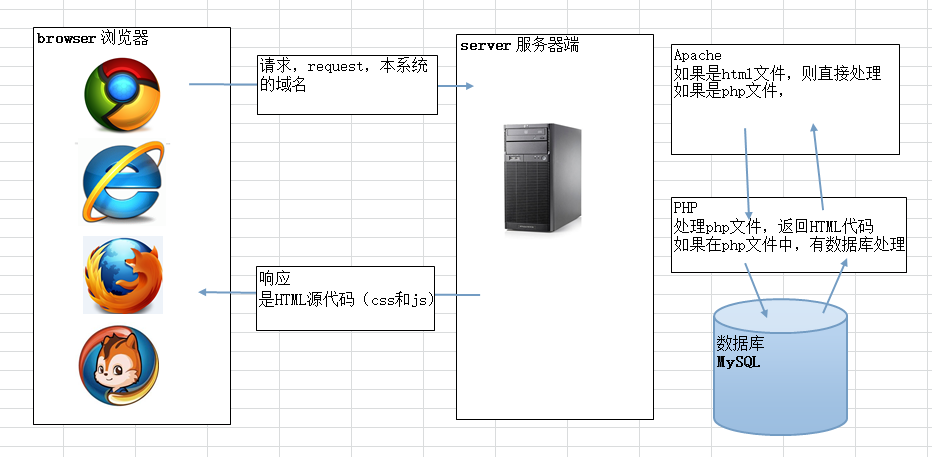 browser 浏览器
请求，request，本系统
的域名
响应
是HTML源代码（css和js）
server 服务器端
Apache
如果是html文件，则直接处理
如果是php文件，
PHP
处理php文件，返回HTML代码
如果在php文件中，有数据库处理
数据库
MySQL